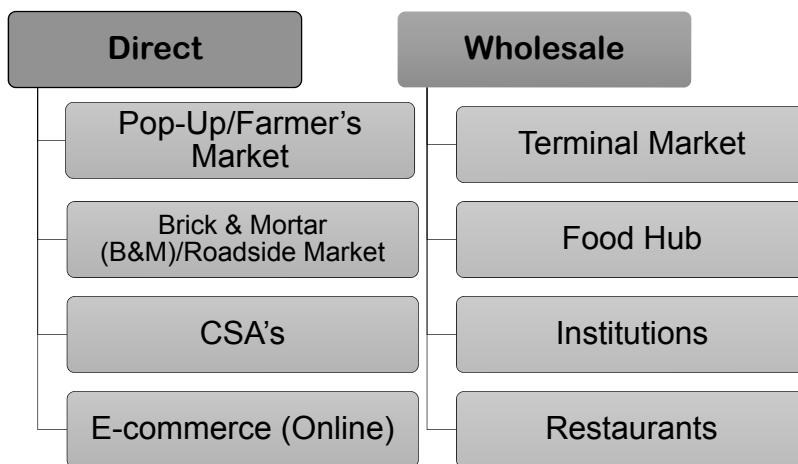 Direct
Pop-Up/Farmer’s
Market
Brick & Mortar
(B&M)/Roadside Market
CSA’s
E-commerce (Online)
Wholesale
Terminal Market
Food Hub
Institutions
Restaurants